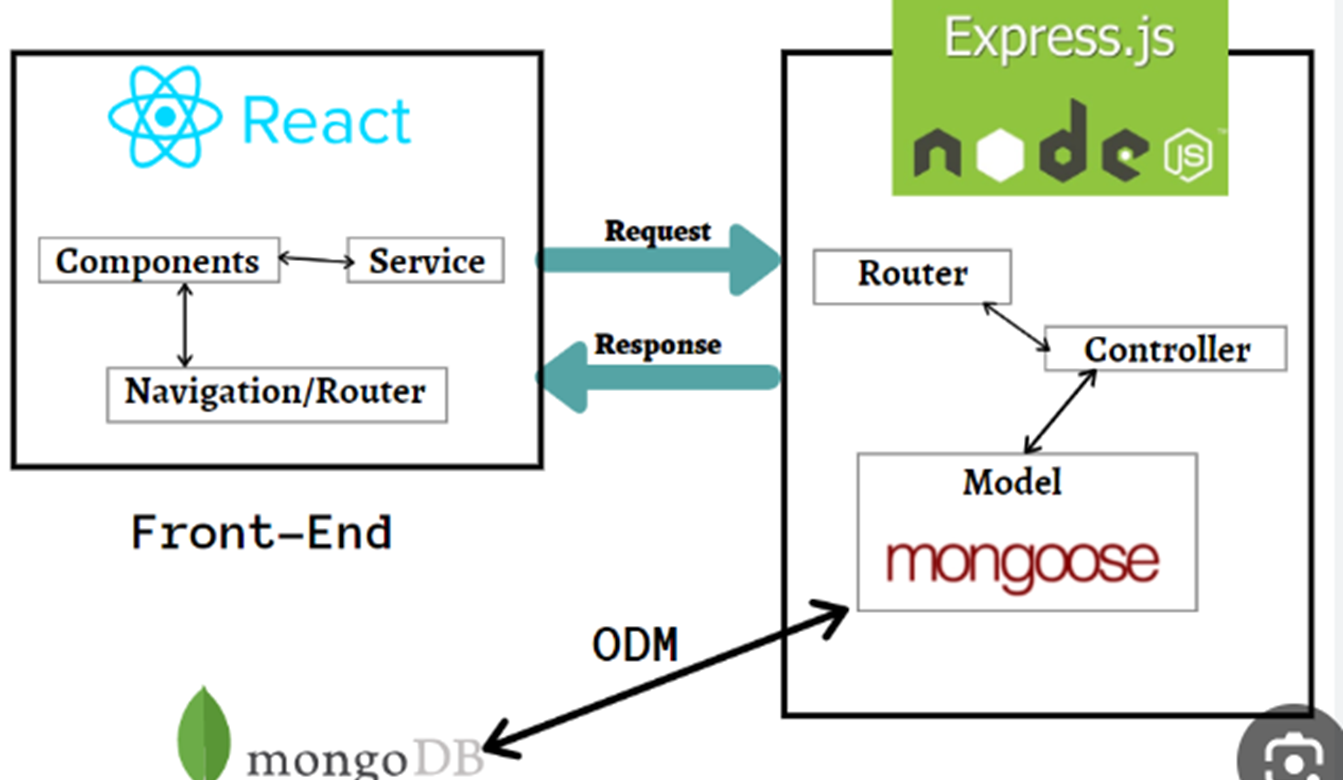 React
Components
Service
Navigation/Router
Front-End
Request
Response
Express.js
node
JS
™
Router
Controller
Model
mongoose
ODM
mongoDB